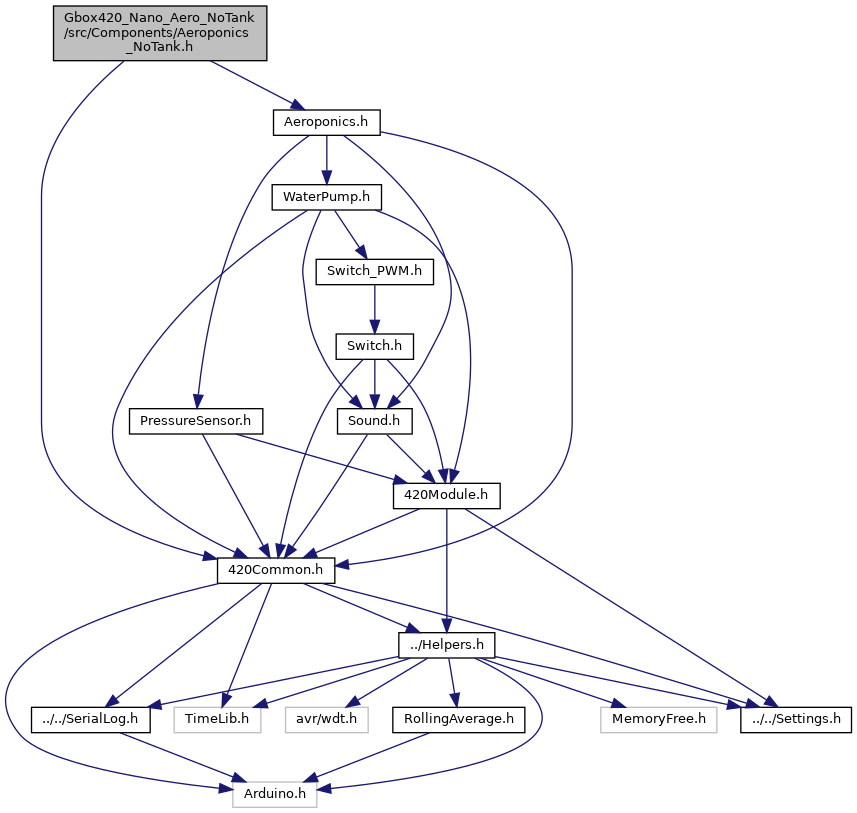 Gbox420_Nano_Aero_NoTank
/src/Components/Aeroponics
_NoTank.h
Aeroponics.h
WaterPump.h
Switch_PWM.h
Switch.h
PressureSensor.h
Sound.h
420Module.h
420Common.h
../Helpers.h
../../SerialLog.h
TimeLib.h
avr/wdt.h
RollingAverage.h
MemoryFree.h
../../Settings.h
Arduino.h